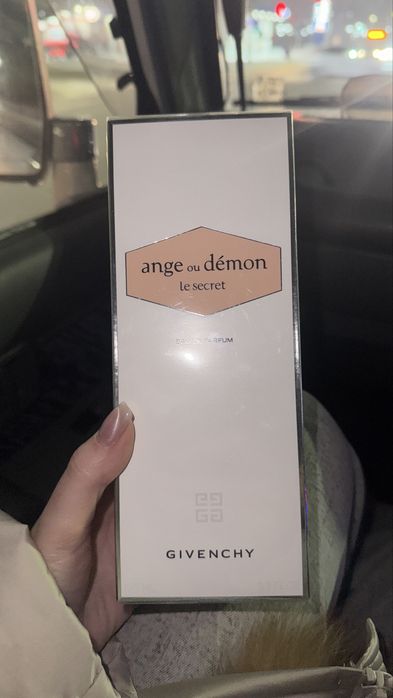 ange ou démon
le secret
EAU DE PARFUM
GIVENCHY